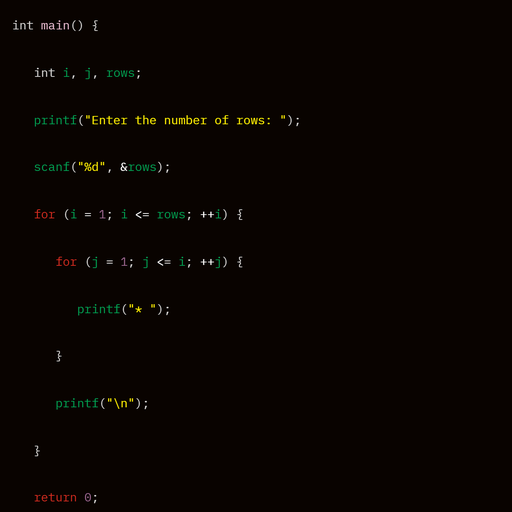 int main() {
int i, j, rows;
printf("Enter the number of rows: ");
scanf("%d", &rows);
for (i = 1; i <= rows; ++i) {
for (j = 1; j <= i; ++j) {
printf("* ");
}
printf("\n");
}
return 0;